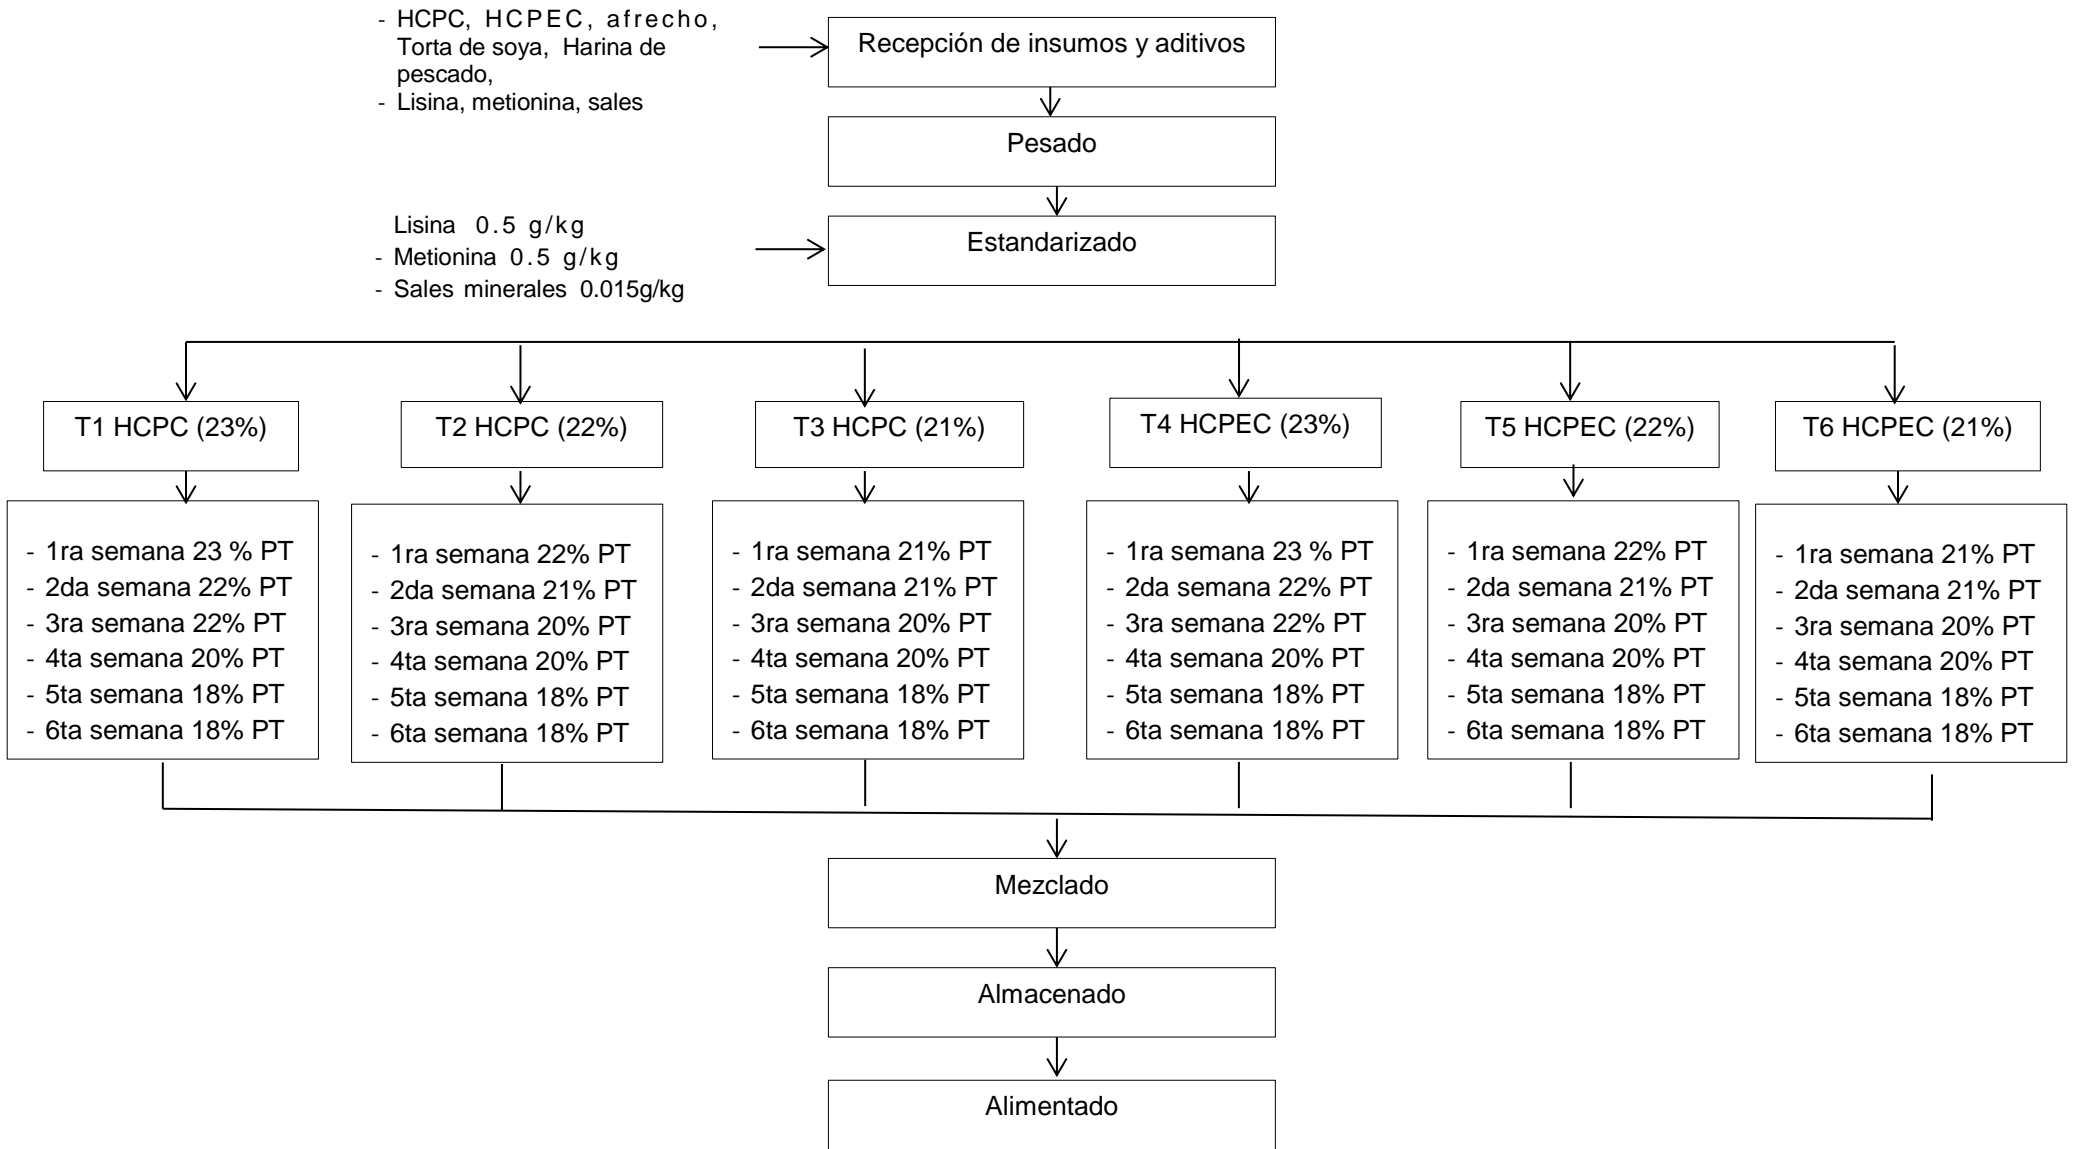 - HCPC, HCPEC, afrecho,
Torta de soya, Harina de
pescado,
- Lisina, metionina, sales
Recepción de insumos y aditivos
Pesado
Lisina 0.5 g/kg
- Metionina 0.5 g/kg
- Sales minerales 0.015g/kg
Estandarizado
T1 HCPC (23%)
T2 HCPC (22%)
T3 HCPC (21%)
T4 HCPEC (23%)
T5 HCPEC (22%)
T6 HCPEC (21%)
- 1ra semana 23 % PT
- 2da semana 22% PT
- 3ra semana 22% PT
- 4ta semana 20% PT
- 5ta semana 18% PT
- 6ta semana 18% PT
- 1ra semana 22% PT
- 2da semana 21% PT
- 3ra semana 20% PT
- 4ta semana 20% PT
- 5ta semana 18% PT
- 6ta semana 18% PT
- 1ra semana 21% PT
- 2da semana 21% PT
- 3ra semana 20% PT
- 4ta semana 20% PT
- 5ta semana 18% PT
- 6ta semana 18% PT
- 1ra semana 23 % PT
- 2da semana 22% PT
- 3ra semana 22% PT
- 4ta semana 20% PT
- 5ta semana 18% PT
- 6ta semana 18% PT
- 1ra semana 22% PT
- 2da semana 21% PT
- 3ra semana 20% PT
- 4ta semana 20% PT
- 5ta semana 18% PT
- 6ta semana 18% PT
- 1ra semana 21% PT
- 2da semana 21% PT
- 3ra semana 20% PT
- 4ta semana 20% PT
- 5ta semana 18% PT
- 6ta semana 18% PT
Mezclado
Almacenado
Alimentado